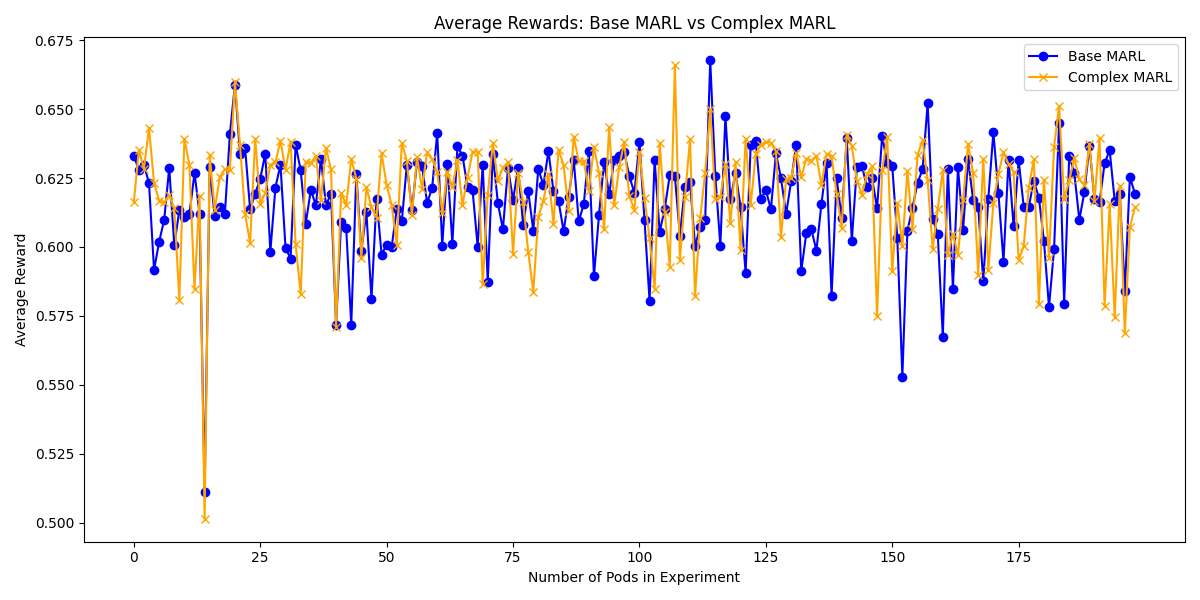 Average Rewards: Base MARL vs Complex MARL
0.675
0.650
0.625
0.600
0.575
0.550
0.525
0.500
Average Reward
Base MARL
Complex MARL
0 25 50 75 100 125 150 175
Number of Pods in Experiment